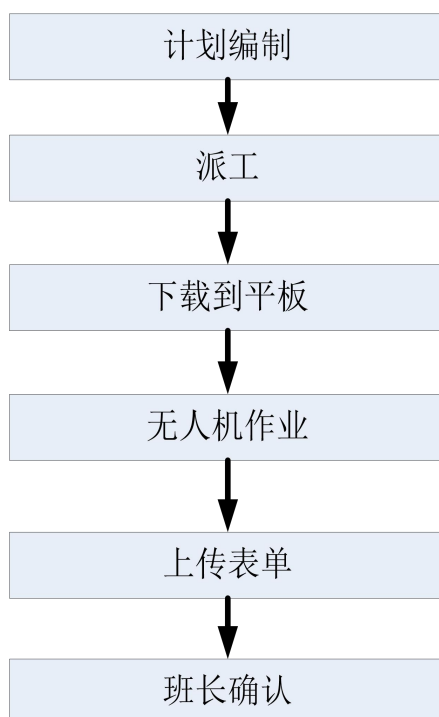 计划编制
派工
下载到平板
无人机作业
上传表单
班长确认